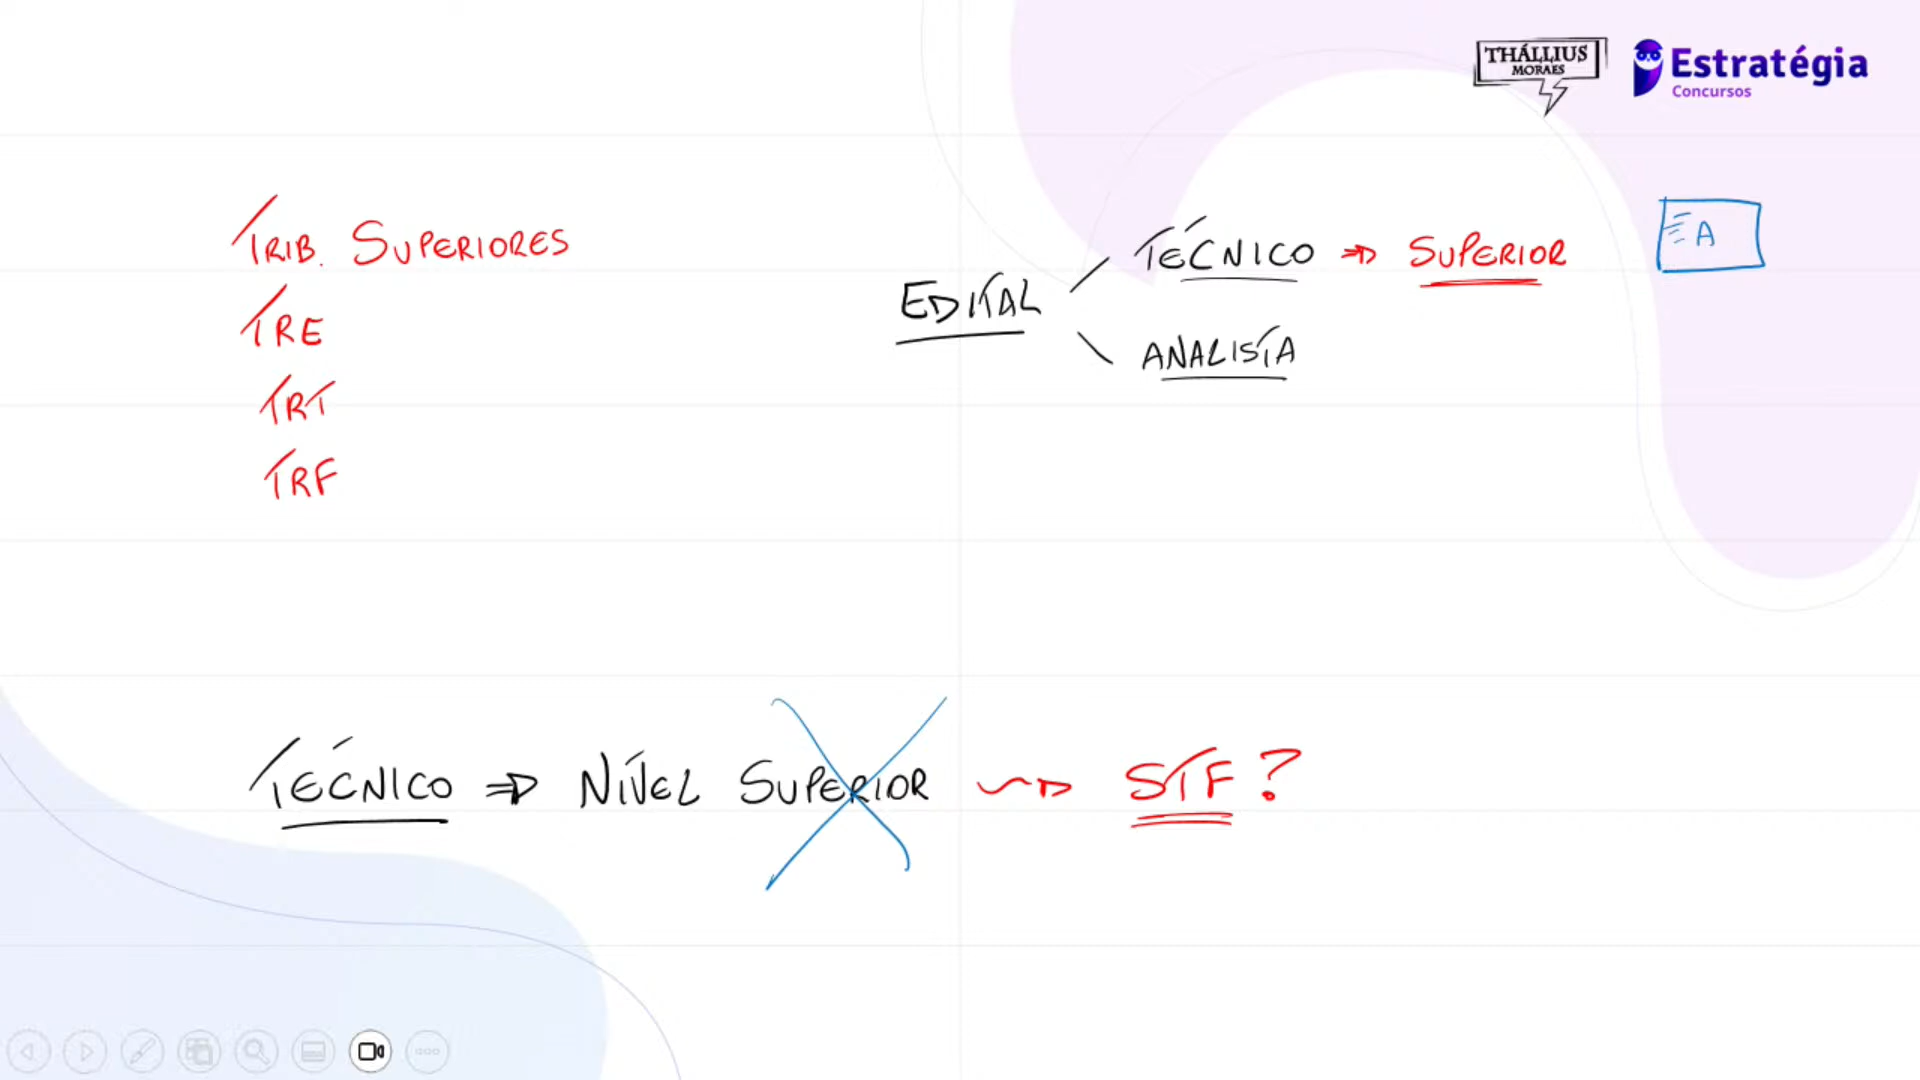 THÁLLIUS
MORAES
Estratégia
Concursos
TRIB. SUPERIORES
TRE
TRT
TRF
EDITAL
TÉCNICO ⇒ SUPERIOR
A
ANALISTA
TÉCNICO ⇒ NÍVEL SUPERIOR → STF?